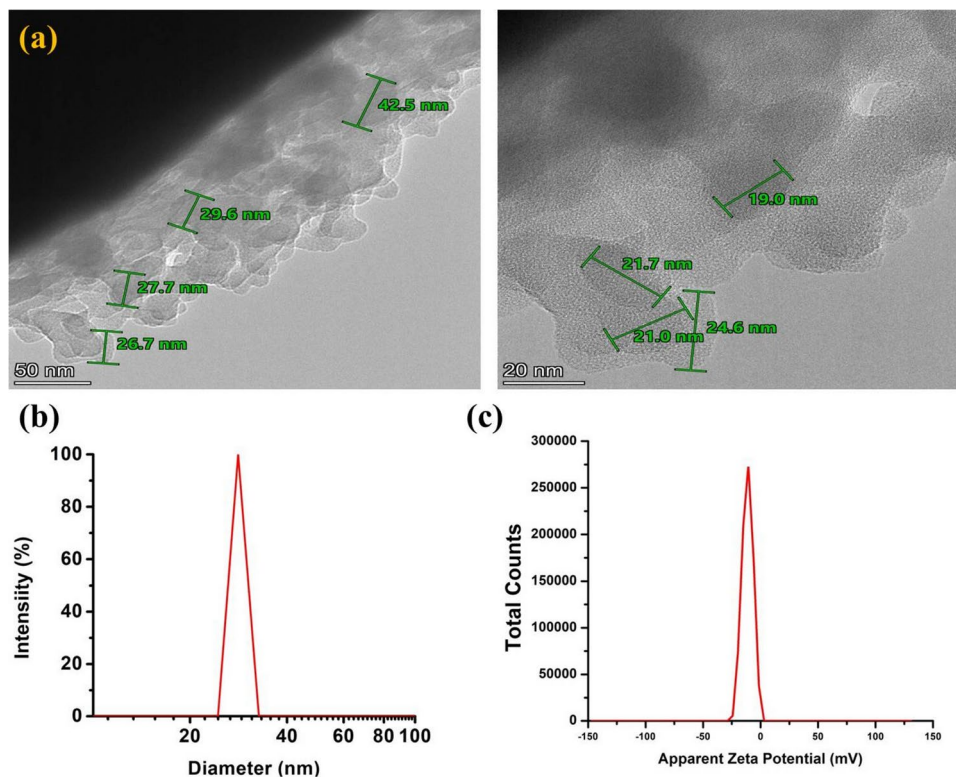 (a)
42.5 nm
29.6 nm
27.7 nm
26.7 nm
50 nm
19.0 nm
21.7 nm
21.0 nm
24.6 nm
20 nm
(b)
100
80
60
40
20
0
Intensiity (%)
20 40 60 80 100
Diameter (nm)
(c)
300000
250000
200000
150000
100000
50000
0
Total Counts
-150 -100 -50 0 50 100 150
Apparent Zeta Potential (mV)